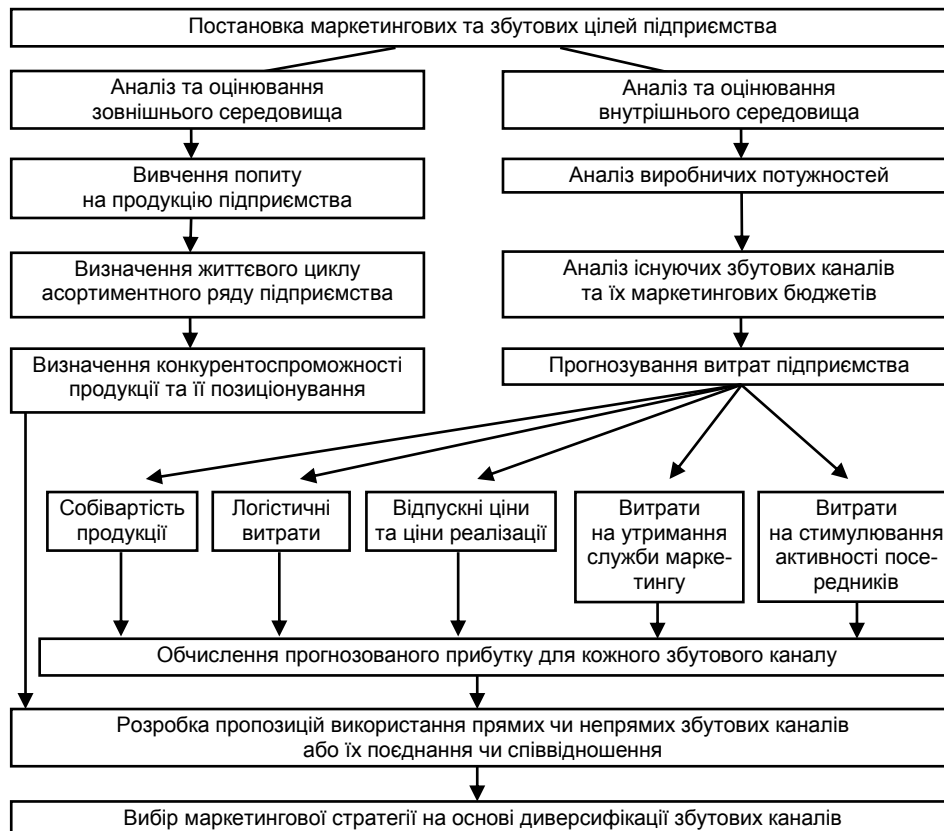 Постановка маркетингових та збутових цілей підприємства
Аналіз та оцінювання
зовнішнього середовища
Аналіз та оцінювання
внутрішнього середовища
Вивчення попиту
на продукцію підприємства
Аналіз виробничих потужностей
Визначення життєвого циклу
асортиментного ряду підприємства
Аналіз існуючих збутових каналів
та їх маркетингових бюджетів
Визначення конкурентоспроможності
продукції та її позиціонування
Прогнозування витрат підприємства
Собівартість
продукції
Логістичні
витрати
Відпускні ціни
та ціни реалізації
Витрати
на утримання
служби марке-
тингу
Витрати
на стимулювання
активності посе-
редників
Обчислення прогнозованого прибутку для кожного збутового каналу
Розробка пропозицій використання прямих чи непрямих збутових каналів
або їх поєднання чи співвідношення
Вибір маркетингової стратегії на основі диверсифікації збутових каналів